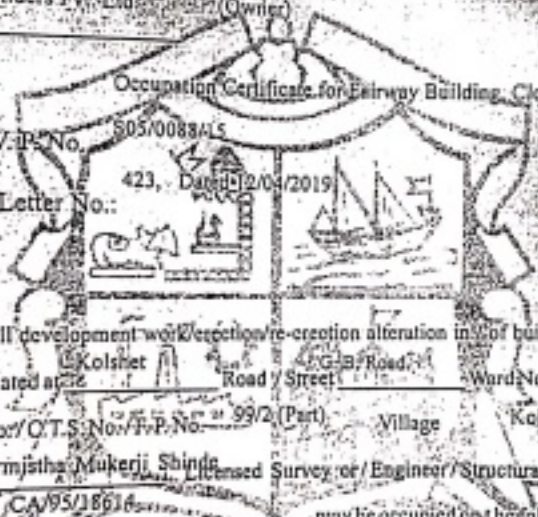 (Owner)
Occupation Certificate for Fairway Building, Clo
V. P. No. S05/0088/15
423, Dated 12/04/2019
Letter No.:
ll development work/erection/re-erection alteration in / of bui
Kolshet G. B. Road
ated at Road / Street Ward No
C.T.S. No. / F. P. No. 99/2 (Part) Village Ko
rmistha Mukerji Shinde Licensed Survey or / Engineer / Structura
CA/95/18614
may be occupied on the